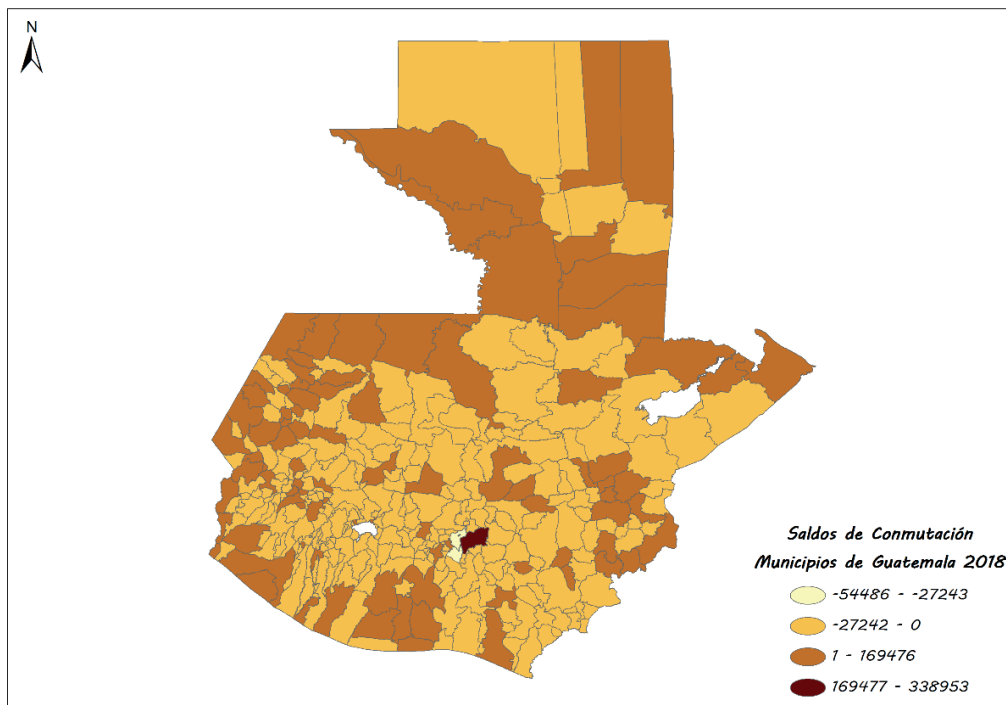 N
Saldos de Conmutación
Municipios de Guatemala 2018
-54486 - -27243
-27242 - 0
1 - 169476
169477 - 338953